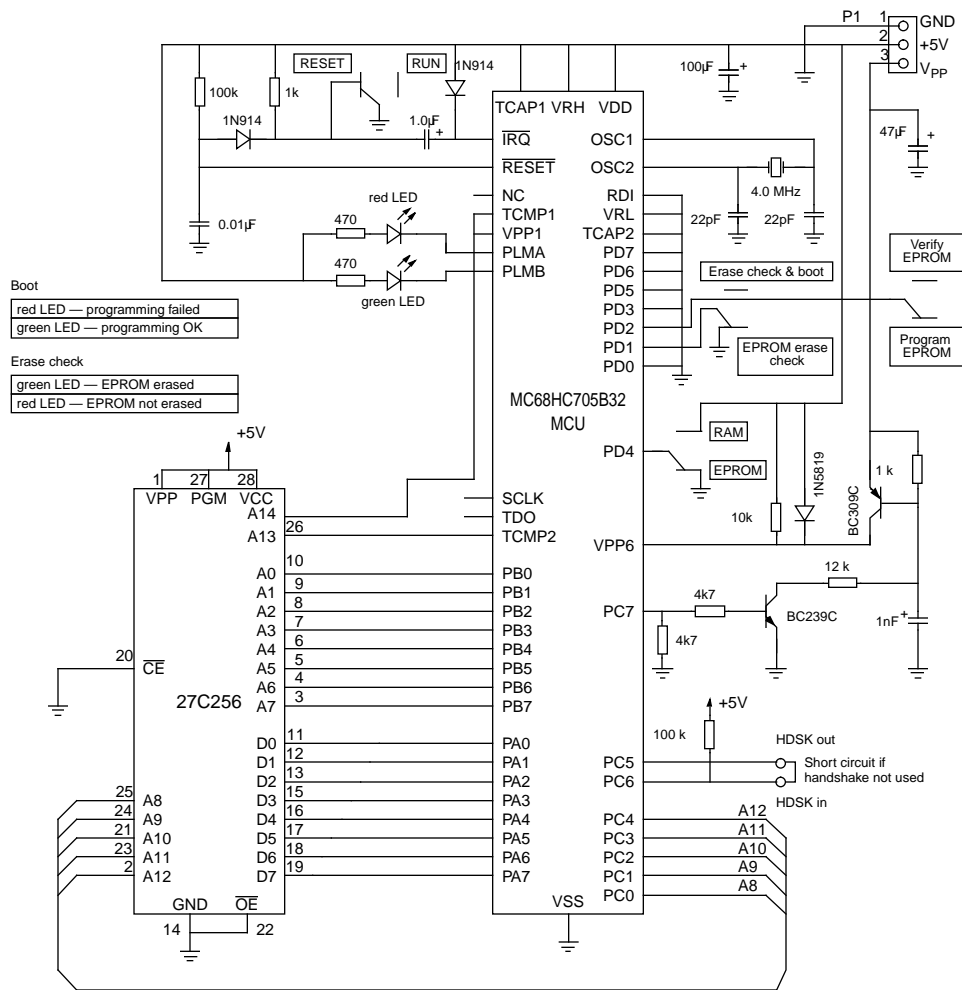 P1
1
GND
2
+5V
3
VPP
RESET
RUN
1N914
100µF
100k
1k
1N914
1.0µF
+
+
47µF
+
TCAP1 VRH VDD
IRQ
OSC1
RESET
OSC2
4.0 MHz
NC
RDI
red LED
TCMP1
VRL
22pF
22pF
0.01µF
470
VPP1
TCAP2
PLMA
PD7
Verify
EPROM
470
PLMB
PD6
Erase check & boot
green LED
PD5
Boot
PD3
red LED — programming failed
PD2
green LED — programming OK
PD1
Program
EPROM
EPROM erase
check
Erase check
PD0
green LED — EPROM erased
red LED — EPROM not erased
MC68HC705B32
MCU
+5V
RAM
PD4
EPROM
1N5819
1 k
BC309C
1
27
28
VPP
PGM
VCC
SCLK
A14
TDO
10k
26
A13
TCMP2
VPP6
10
A0
PB0
12 k
9
A1
PB1
8
A2
PB2
PC7
4k7
BC239C
1nF
+
7
A3
PB3
4k7
6
A4
PB4
20
CE
5
A5
PB5
4
A6
PB6
27C256
3
A7
PB7
+5V
100 k
11
D0
PA0
HDSK out
12
D1
PA1
PC5
Short circuit if
handshake not used
13
D2
PA2
PC6
25
A8
15
D3
PA3
HDSK in
24
A9
16
D4
PA4
PC4
A12
21
A10
17
D5
PA5
PC3
A11
23
A11
18
D6
PA6
PC2
A10
2
A12
19
D7
PA7
PC1
A9
PC0
A8
GND
OE
VSS
14
22